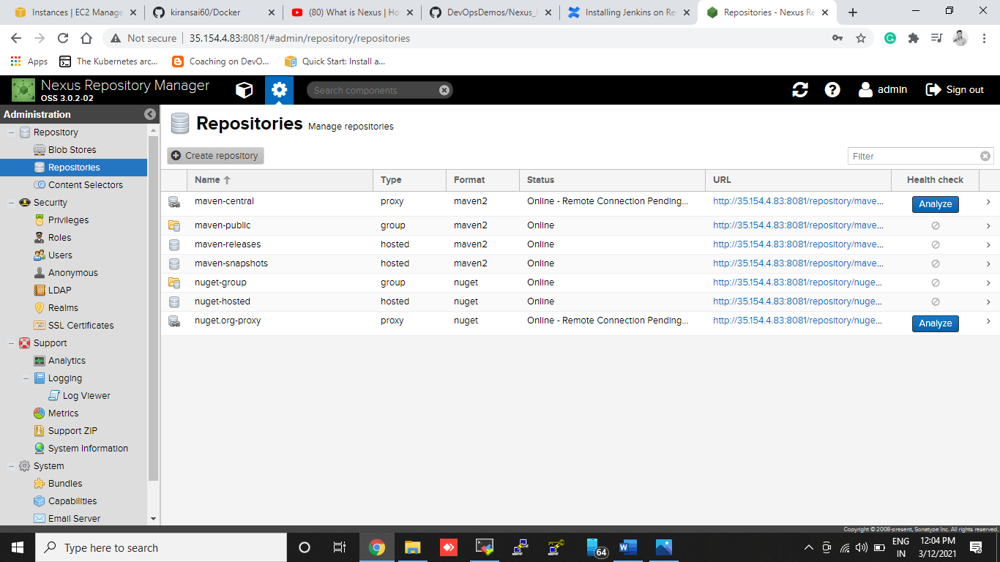 Instances | EC2 Manage
kiransai60/Docker
(80) What is Nexus | Ho
DevOpsDemos/Nexus_
Installing Jenkins on Re
Repositories - Nexus Re
Not secure
35.154.4.83:8081/#admin/repository/repositories
Apps
The Kubernetes arc...
Coaching on DevO...
Quick Start: Install a...
Nexus Repository Manager
OSS 3.0.2-02
Search components
admin
Sign out
Administration
Repository
Blob Stores
Repositories
Content Selectors
Security
Privileges
Roles
Users
Anonymous
LDAP
Realms
SSL Certificates
Support
Analytics
Logging
Log Viewer
Metrics
Support ZIP
System Information
System
Bundles
Capabilities
Email Server
Repositories Manage repositories
Create repository
Filter
Name Type Format Status URL Health check
maven-central proxy maven2 Online - Remote Connection Pending... http://35.154.4.83:8081/repository/mave... Analyze
maven-public group maven2 Online http://35.154.4.83:8081/repository/mave...
maven-releases hosted maven2 Online http://35.154.4.83:8081/repository/mave...
maven-snapshots hosted maven2 Online http://35.154.4.83:8081/repository/mave...
nuget-group group nuget Online http://35.154.4.83:8081/repository/nuge...
nuget-hosted hosted nuget Online http://35.154.4.83:8081/repository/nuge...
nuget.org-proxy proxy nuget Online - Remote Connection Pending... http://35.154.4.83:8081/repository/nuge... Analyze
Copyright © 2008-present, Sonatype Inc. All rights reserved.
Type here to search
64
ENG
IN
12:04 PM
3/12/2021